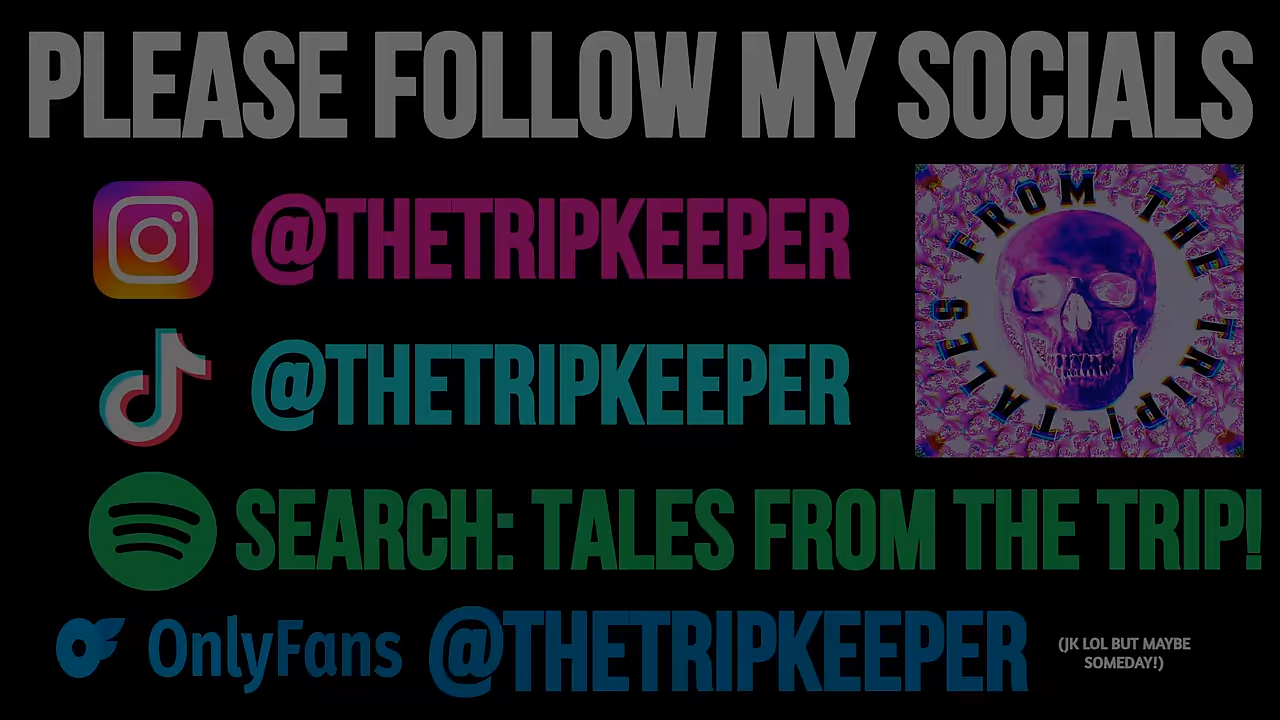 PLEASE FOLLOW MY SOCIALS
@THETRIPKEEPER
TALES FROM THE TRIP!
@THETRIPKEEPER
SEARCH: TALES FROM THE TRIP!
OnlyFans @THETRIPKEEPER
(JK LOL BUT MAYBE
SOMEDAY!)